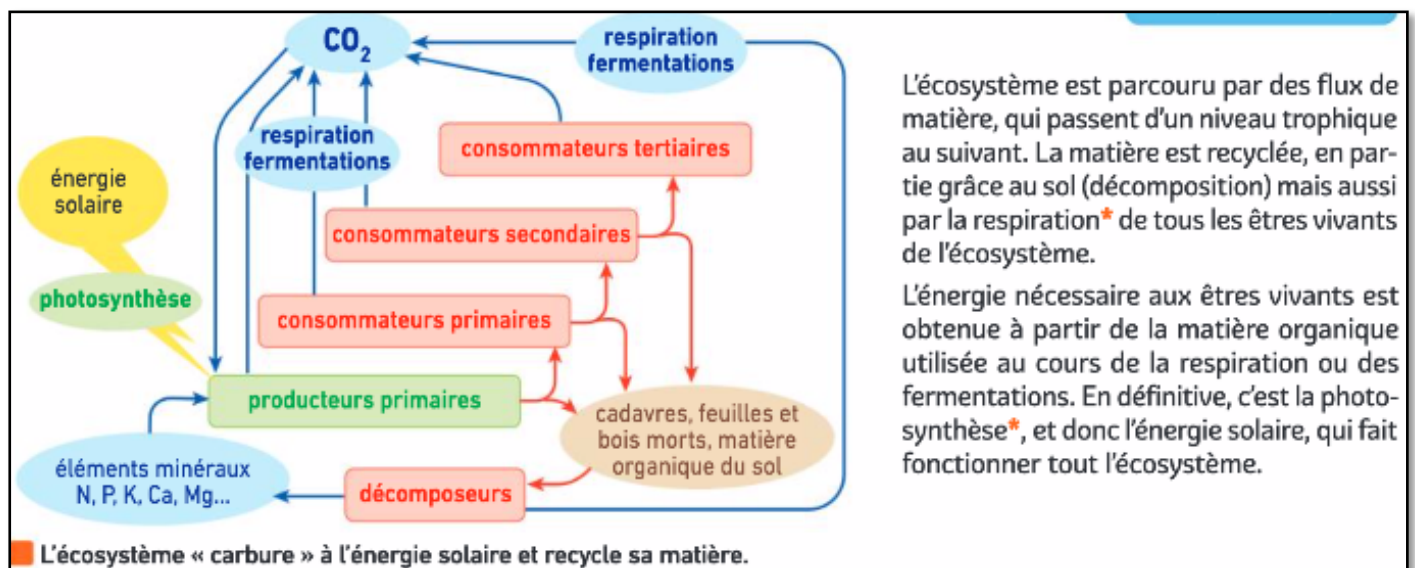 CO₂
respiration
fermentations
respiration
fermentations
consommateurs tertiaires
énergie
solaire
consommateurs secondaires
photosynthèse
consommateurs primaires
producteurs primaires
cadavres, feuilles et
bois morts, matière
organique du sol
éléments minéraux
N, P, K, Ca, Mg...
décomposeurs
L'écosystème « carbure » à l'énergie solaire et recycle sa matière.
L'écosystème est parcouru par des flux de
matière, qui passent d'un niveau trophique
au suivant. La matière est recyclée, en par-
tie grâce au sol (décomposition) mais aussi
par la respiration* de tous les êtres vivants
de l'écosystème.
L'énergie nécessaire aux êtres vivants est
obtenue à partir de la matière organique
utilisée au cours de la respiration ou des
fermentations. En définitive, c'est la photo-
synthèse*, et donc l'énergie solaire, qui fait
fonctionner tout l'écosystème.